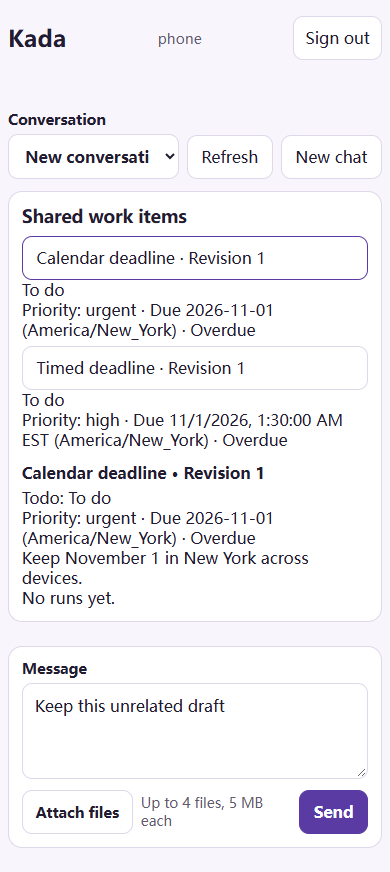 Kada
phone
Sign out
Conversation
New conversati
Refresh
New chat
Shared work items
Calendar deadline · Revision 1
To do
Priority: urgent · Due 2026-11-01
(America/New_York) · Overdue
Timed deadline · Revision 1
To do
Priority: high · Due 11/1/2026, 1:30:00 AM
EST (America/New_York) · Overdue
Calendar deadline • Revision 1
Todo: To do
Priority: urgent · Due 2026-11-01
(America/New_York) · Overdue
Keep November 1 in New York across
devices.
No runs yet.
Message
Keep this unrelated draft
Attach files
Up to 4 files, 5 MB
each
Send